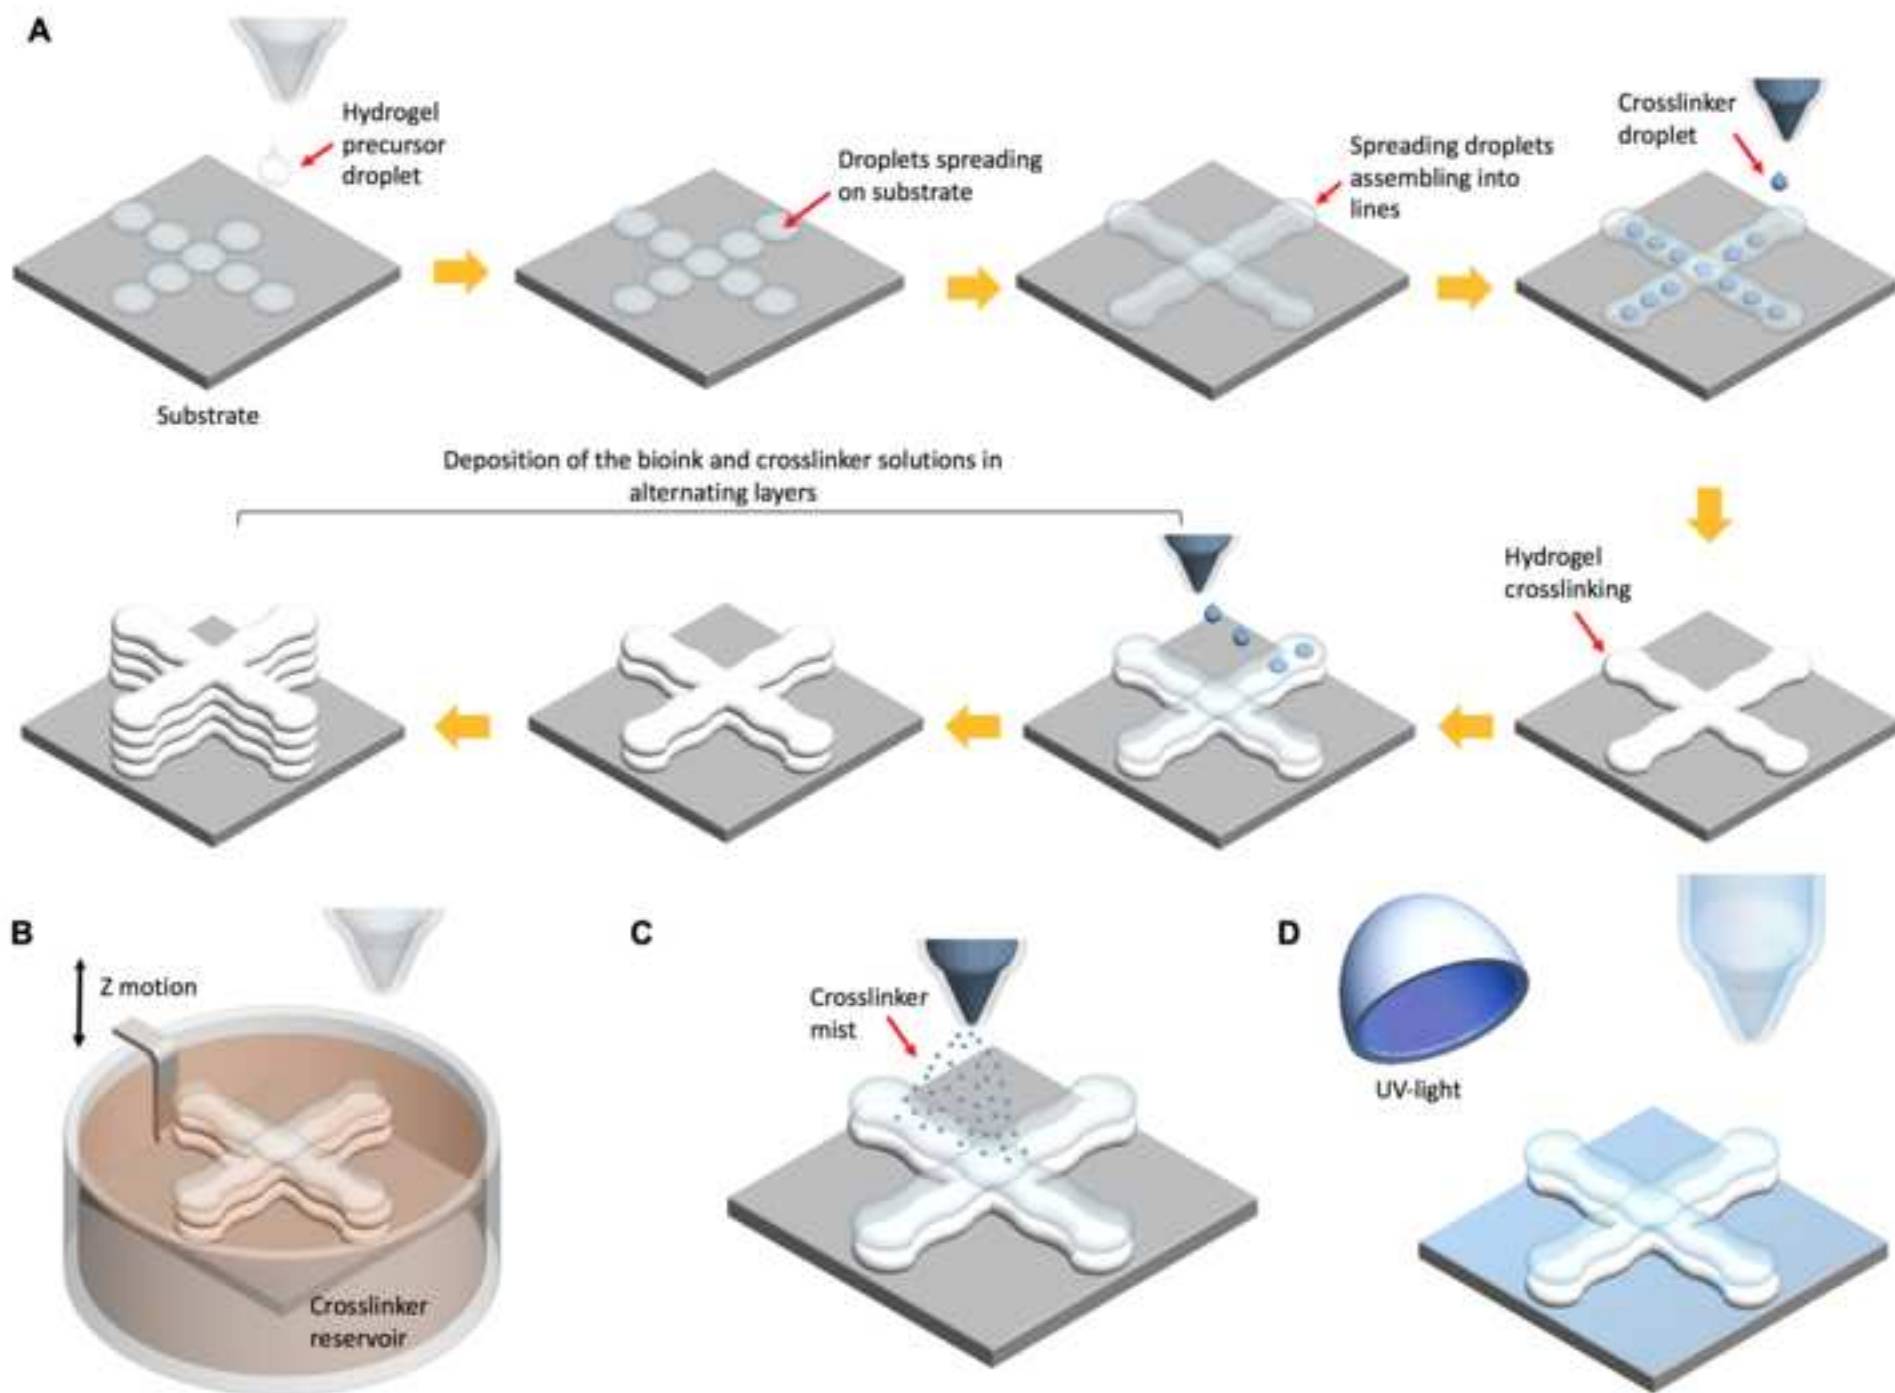 A
Hydrogel
precursor
droplet
Droplets spreading
on substrate
Spreading droplets
assembling into
lines
Crosslinker
droplet
Substrate
Deposition of the bioink and crosslinker solutions in
alternating layers
Hydrogel
crosslinking
B
Z motion
Crosslinker
reservoir
C
Crosslinker
mist
D
UV-light